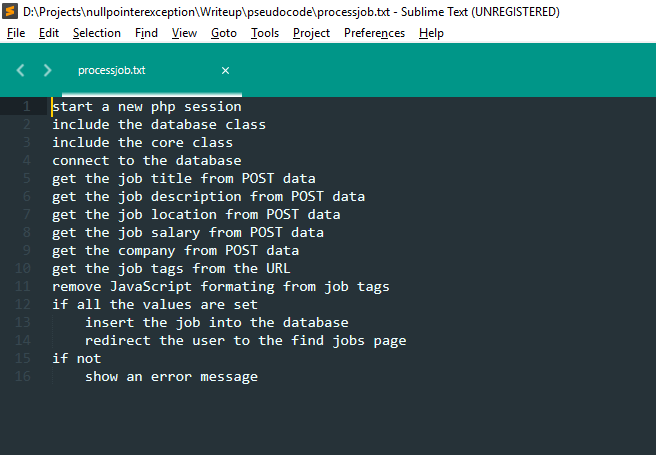 D:\Projects\nullpointerexception\Writeup\pseudocode\processjob.txt - Sublime Text (UNREGISTERED)
File Edit Selection Find View Goto Tools Project Preferences Help
processjob.txt ×
1 start a new php session
2 include the database class
3 include the core class
4 connect to the database
5 get the job title from POST data
6 get the job description from POST data
7 get the job location from POST data
8 get the job salary from POST data
9 get the company from POST data
10 get the job tags from the URL
11 remove JavaScript formating from job tags
12 if all the values are set
13     insert the job into the database
14     redirect the user to the find jobs page
15 if not
16     show an error message